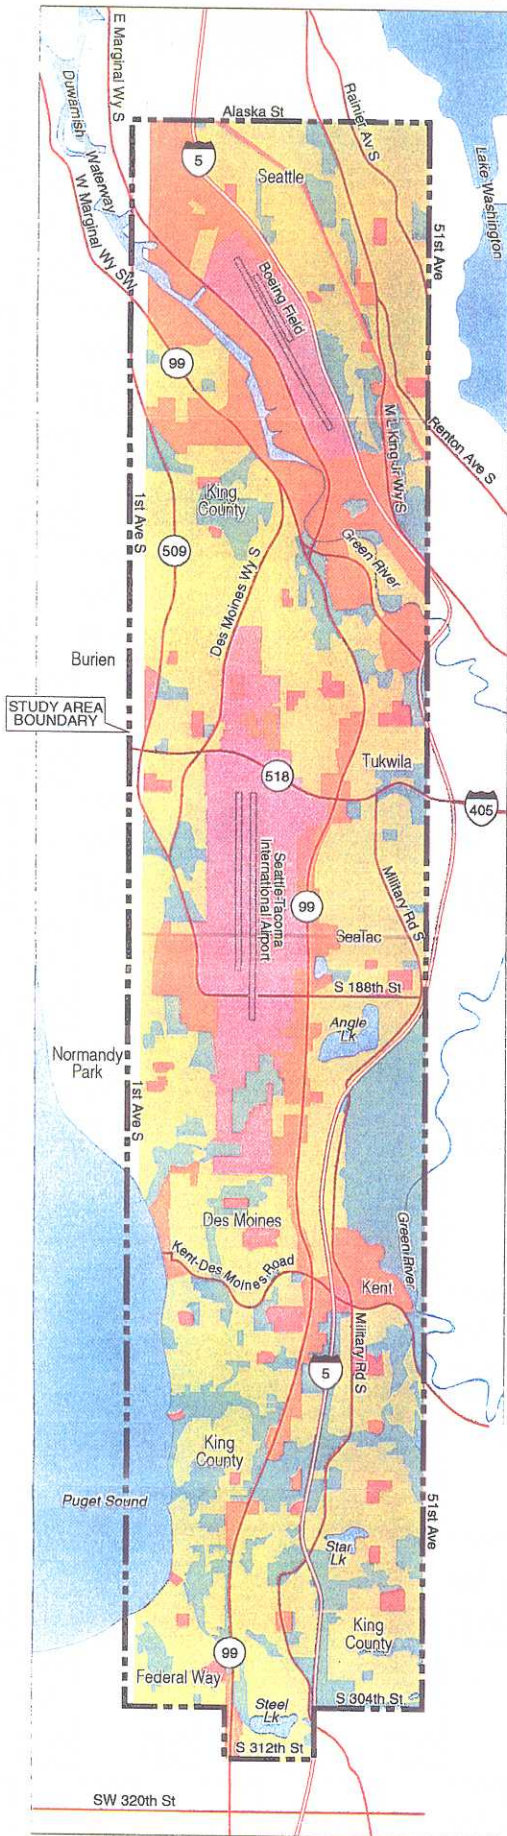 E Marginal Wy S
Alaska St
Rainier Av S
Duwamish
Waterway
5
Seattle
Lake Washington
W Marginal Wy SW
51st Ave
Boeing Field
99
M L King Jr Wy S
Renton Ave S
King
County
1st Ave S
509
Des Moines Wy S
Green River
Burien
STUDY AREA
BOUNDARY
518
Tukwila
405
Seattle-Tacoma
International Airport
99
Military Rd S
SeaTac
S 188th St
Angle
Lk
Normandy
Park
1st Ave S
Des Moines
Green River
Kent-Des Moines Road
Kent
Military Rd S
5
King
County
Puget Sound
51st Ave
Star
Lk
King
County
99
Federal Way
Steel
Lk
S 304th St.
S 312th St
SW 320th St